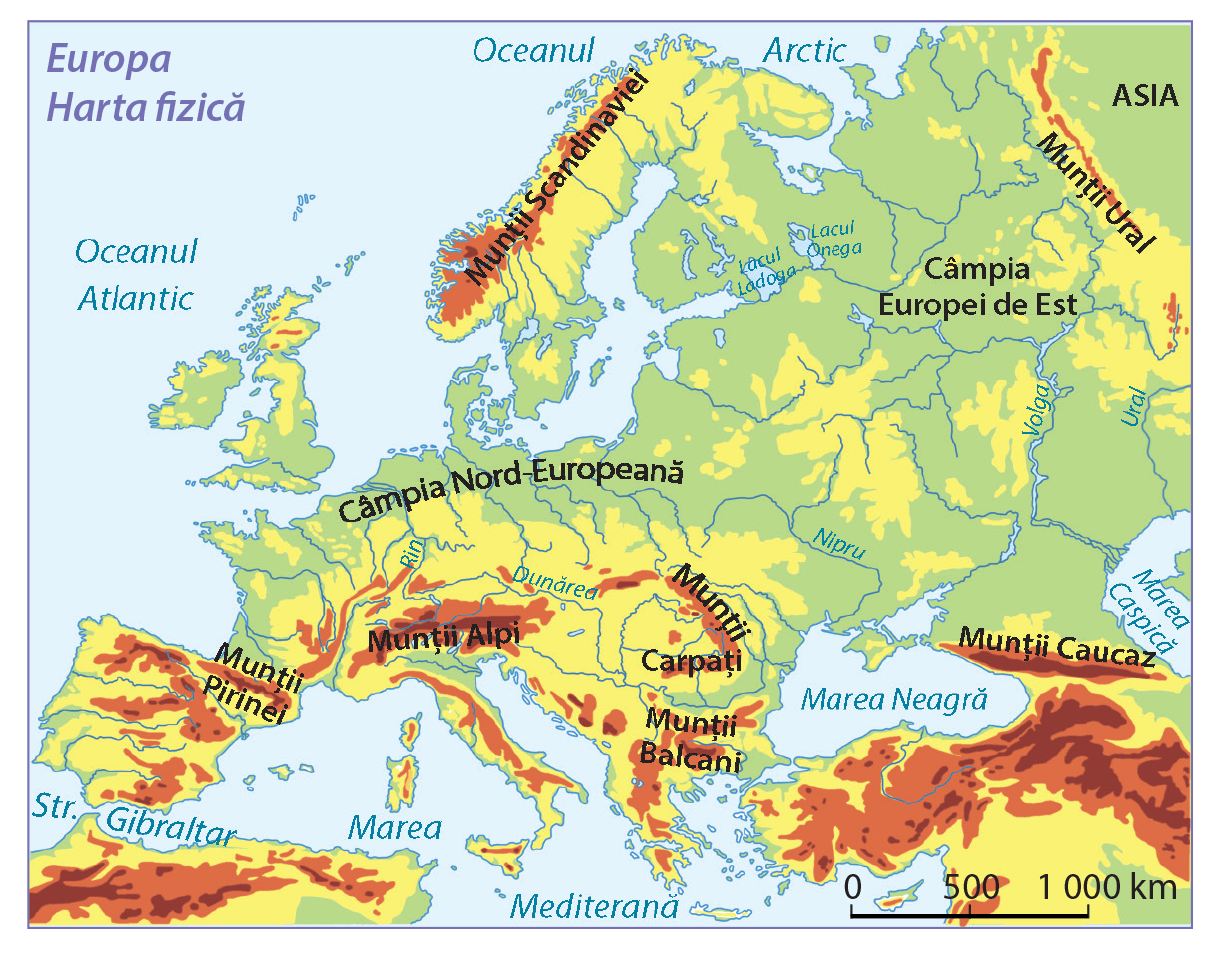 Europa
Harta fizică
Oceanul
Arctic
ASIA
Munții Scandinaviei
Munții Ural
Oceanul
Atlantic
Lacul
Onega
Lacul
Ladoga
Câmpia
Europei de Est
Volga
Ural
Câmpia Nord-Europeană
Rin
Nipru
Dunărea
Munții
Carpați
Marea
Caspică
Munții Alpi
Munții Caucaz
Munții
Pirinei
Marea Neagră
Munții
Balcani
Str. Gibraltar
Marea
Mediterană
0 500 1 000 km